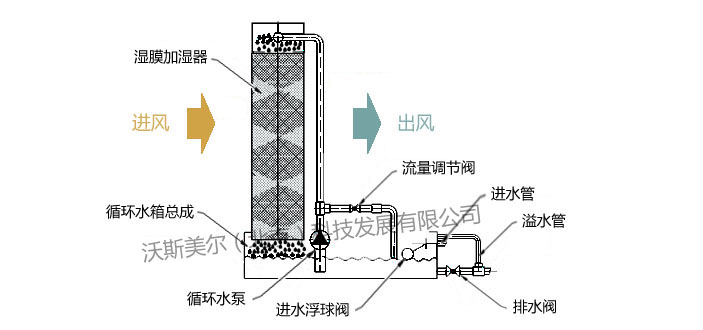 湿膜加湿器
进风
出风
流量调节阀
进水管
循环水箱总成
溢水管
沃斯美尔（
科技发展有限公司
循环水泵
进水浮球阀
排水阀